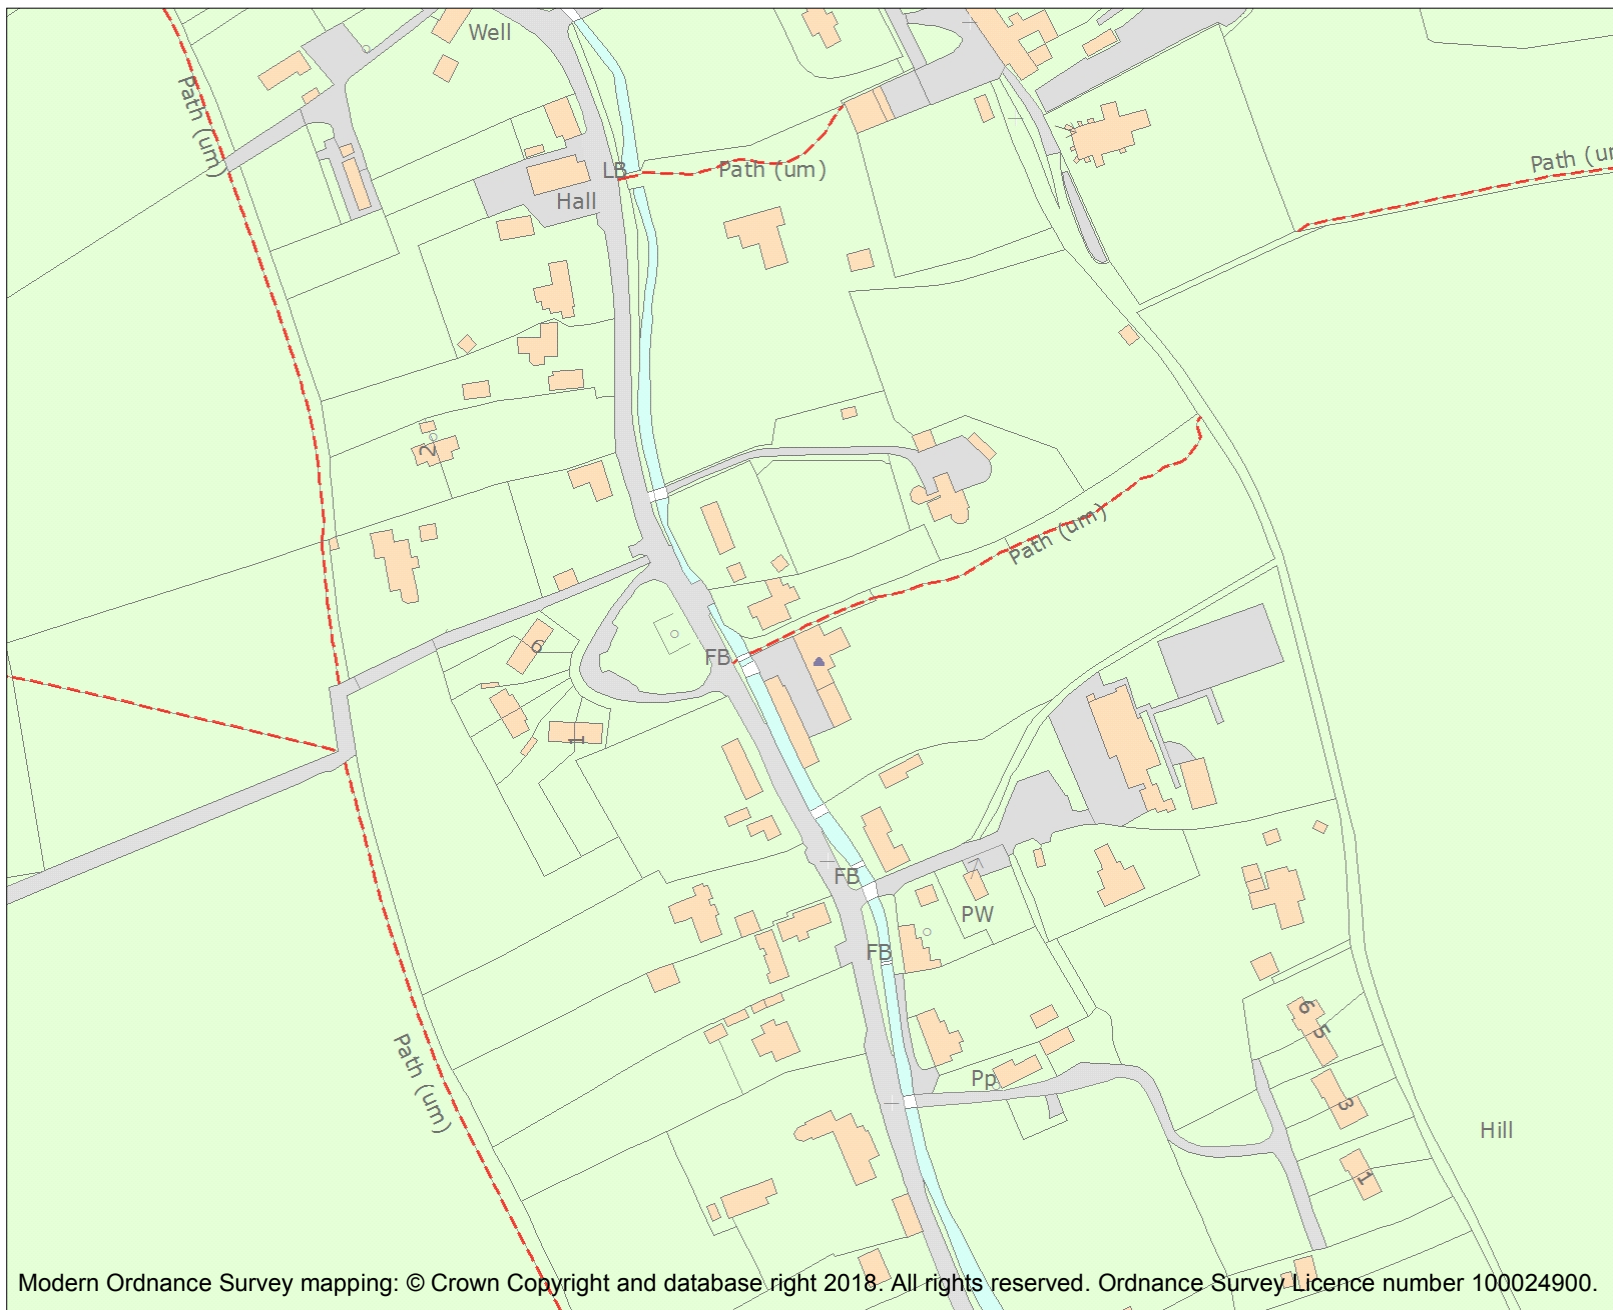 Well
Path (um)
Path (um)
LB
Path (um)
Hall
2
Path (um)
6
FB
1
FB
PW
FB
6
5
Path (um)
Pp
3
Hill
1
Modern Ordnance Survey mapping: © Crown Copyright and database right 2018. All rights reserved. Ordnance Survey Licence number 100024900.